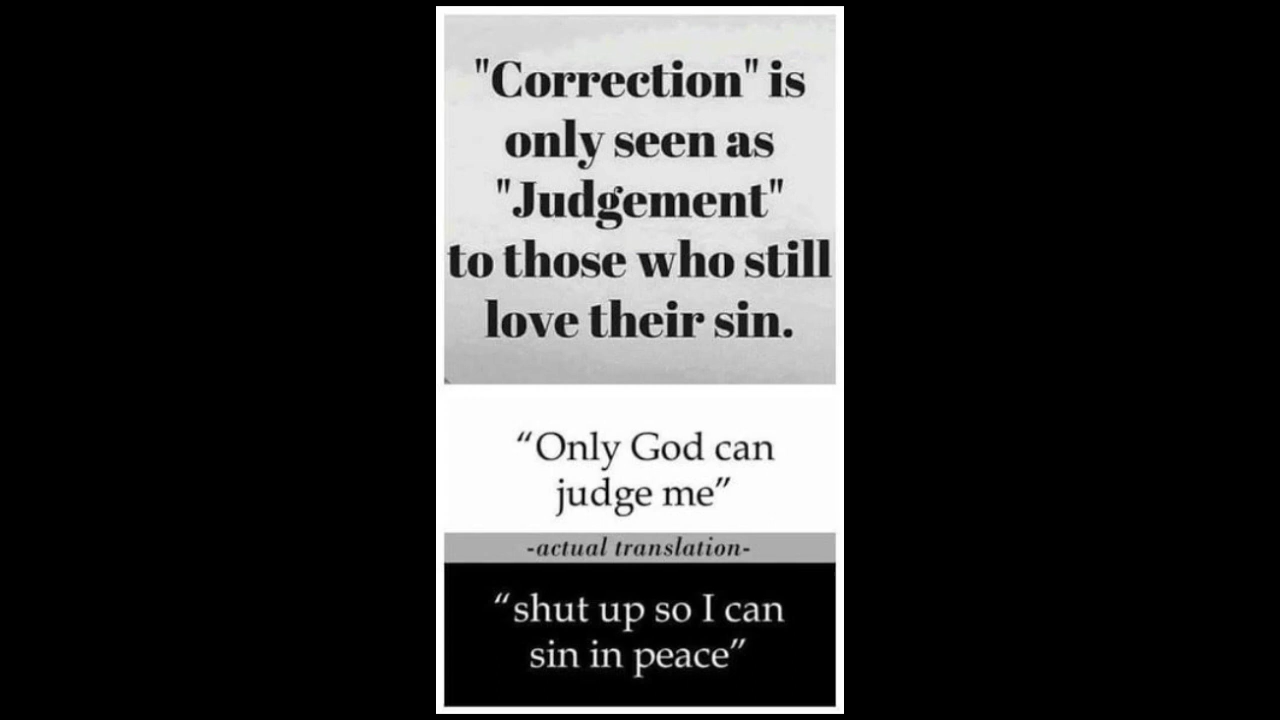 "Correction" is
only seen as
"Judgement"
to those who still
love their sin.
“Only God can
judge me”
-actual translation-
“shut up so I can
sin in peace”